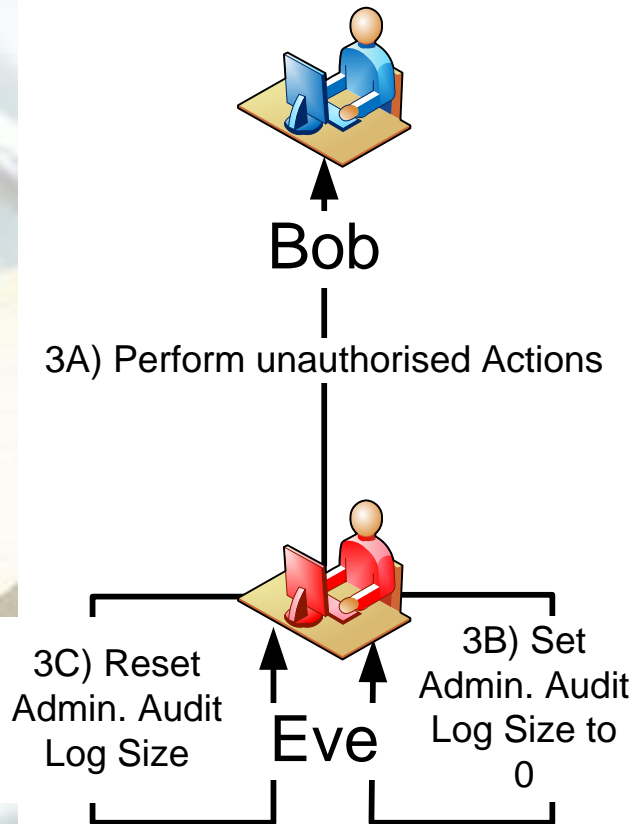 Bob
3A) Perform unauthorised Actions
3C) Reset
Admin. Audit
Log Size
Eve
3B) Set
Admin. Audit
Log Size to
0